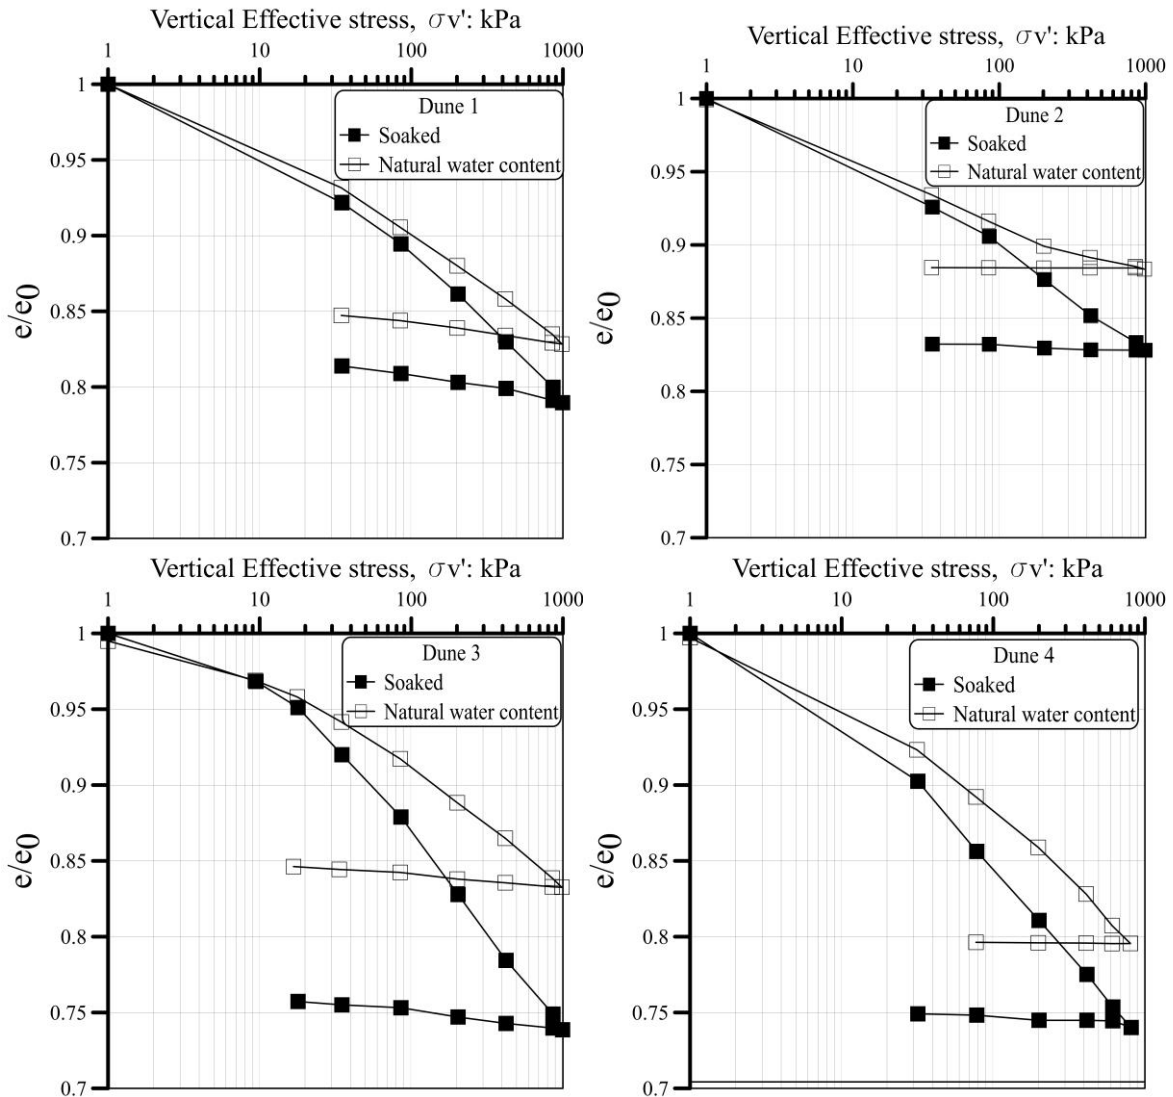 Vertical Effective stress, σv': kPa
1 10 100 1000
Dune 1
Soaked
Natural water content
1
0.95
0.9
0.85
0.8
0.75
0.7
e/e0
Vertical Effective stress, σv': kPa
1 10 100 1000
Dune 2
Soaked
Natural water content
1
0.95
0.9
0.85
0.8
0.75
0.7
e/e0
Vertical Effective stress, σv': kPa
1 10 100 1000
Dune 3
Soaked
Natural water content
1
0.95
0.9
0.85
0.8
0.75
0.7
e/e0
Vertical Effective stress, σv': kPa
1 10 100 1000
Dune 4
Soaked
Natural water content
1
0.95
0.9
0.85
0.8
0.75
0.7
e/e0